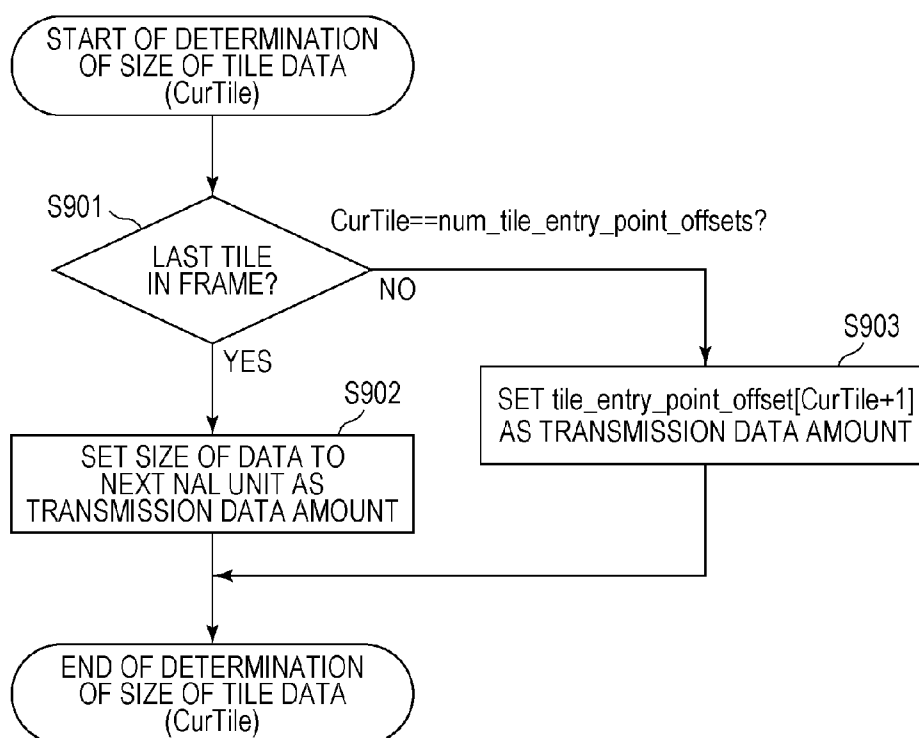 START OF DETERMINATION
OF SIZE OF TILE DATA
(CurTile)
S901
CurTile==num_tile_entry_point_offsets?
LAST TILE
IN FRAME?
NO
YES
S903
SET tile_entry_point_offset[CurTile+1]
AS TRANSMISSION DATA AMOUNT
S902
SET SIZE OF DATA TO
NEXT NAL UNIT AS
TRANSMISSION DATA AMOUNT
END OF DETERMINATION
OF SIZE OF TILE DATA
(CurTile)